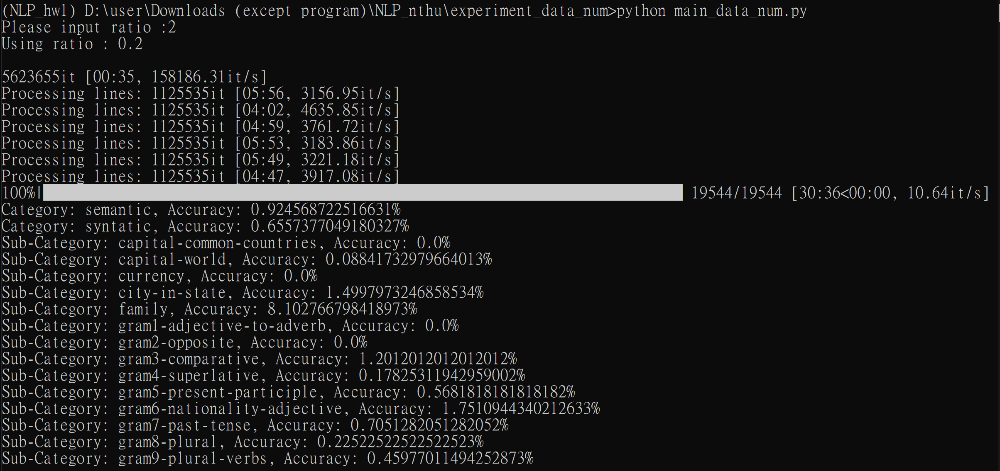 (NLP_hw1) D:\user\Downloads (except program)\NLP_nthu\experiment_data_num>python main_data_num.py
Please input ratio :2
Using ratio : 0.2
5623655it [00:35, 158186.31it/s]
Processing lines: 1125535it [05:56, 3156.95it/s]
Processing lines: 1125535it [04:02, 4635.85it/s]
Processing lines: 1125535it [04:59, 3761.72it/s]
Processing lines: 1125535it [05:53, 3183.86it/s]
Processing lines: 1125535it [05:49, 3221.18it/s]
Processing lines: 1125535it [04:47, 3917.08it/s]
100%| 19544/19544 [30:36<00:00, 10.64it/s]
Category: semantic, Accuracy: 0.924568722516631%
Category: syntatic, Accuracy: 0.6557377049180327%
Sub-Category: capital-common-countries, Accuracy: 0.0%
Sub-Category: capital-world, Accuracy: 0.08841732979664013%
Sub-Category: currency, Accuracy: 0.0%
Sub-Category: city-in-state, Accuracy: 1.4997973246858534%
Sub-Category: family, Accuracy: 8.102766798418973%
Sub-Category: gram1-adjective-to-adverb, Accuracy: 0.0%
Sub-Category: gram2-opposite, Accuracy: 0.0%
Sub-Category: gram3-comparative, Accuracy: 1.2012012012012012%
Sub-Category: gram4-superlative, Accuracy: 0.17825311942959002%
Sub-Category: gram5-present-participle, Accuracy: 0.5681818181818182%
Sub-Category: gram6-nationality-adjective, Accuracy: 1.7510944340212633%
Sub-Category: gram7-past-tense, Accuracy: 0.7051282051282052%
Sub-Category: gram8-plural, Accuracy: 0.22522522522522523%
Sub-Category: gram9-plural-verbs, Accuracy: 0.45977011494252873%